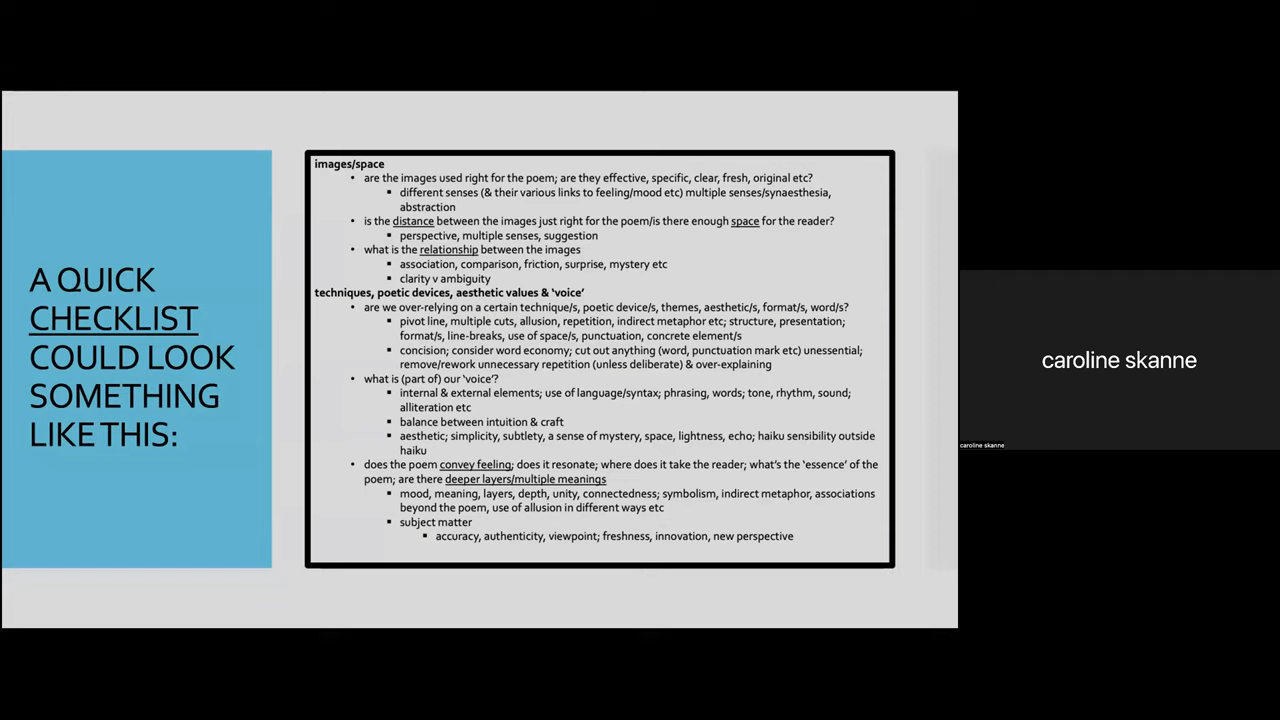 A QUICK
CHECKLIST
COULD LOOK
SOMETHING
LIKE THIS:
images/space
• are the images used right for the poem; are they effective, specific, clear, fresh, original etc?
▪ different senses (& their various links to feeling/mood etc) multiple senses/synaesthesia,
abstraction
• is the distance between the images just right for the poem/is there enough space for the reader?
▪ perspective, multiple senses, suggestion
• what is the relationship between the images
▪ association, comparison, friction, surprise, mystery etc
▪ clarity v ambiguity
techniques, poetic devices, aesthetic values & ‘voice’
• are we over-relying on a certain technique/s, poetic device/s, themes, aesthetic/s, format/s, word/s?
▪ pivot line, multiple cuts, allusion, repetition, indirect metaphor etc; structure, presentation;
format/s, line-breaks, use of space/s, punctuation, concrete element/s
▪ concision; consider word economy; cut out anything (word, punctuation mark etc) unessential;
remove/rework unnecessary repetition (unless deliberate) & over-explaining
• what is (part of) our ‘voice’?
▪ internal & external elements; use of language/syntax; phrasing, words; tone, rhythm, sound;
alliteration etc
▪ balance between intuition & craft
▪ aesthetic; simplicity, subtlety, a sense of mystery, space, lightness, echo; haiku sensibility outside
haiku
• does the poem convey feeling; does it resonate; where does it take the reader; what’s the ‘essence’ of the
poem; are there deeper layers/multiple meanings
▪ mood, meaning, layers, depth, unity, connectedness; symbolism, indirect metaphor, associations
beyond the poem, use of allusion in different ways etc
▪ subject matter
▪ accuracy, authenticity, viewpoint; freshness, innovation, new perspective
caroline skanne
caroline skanne